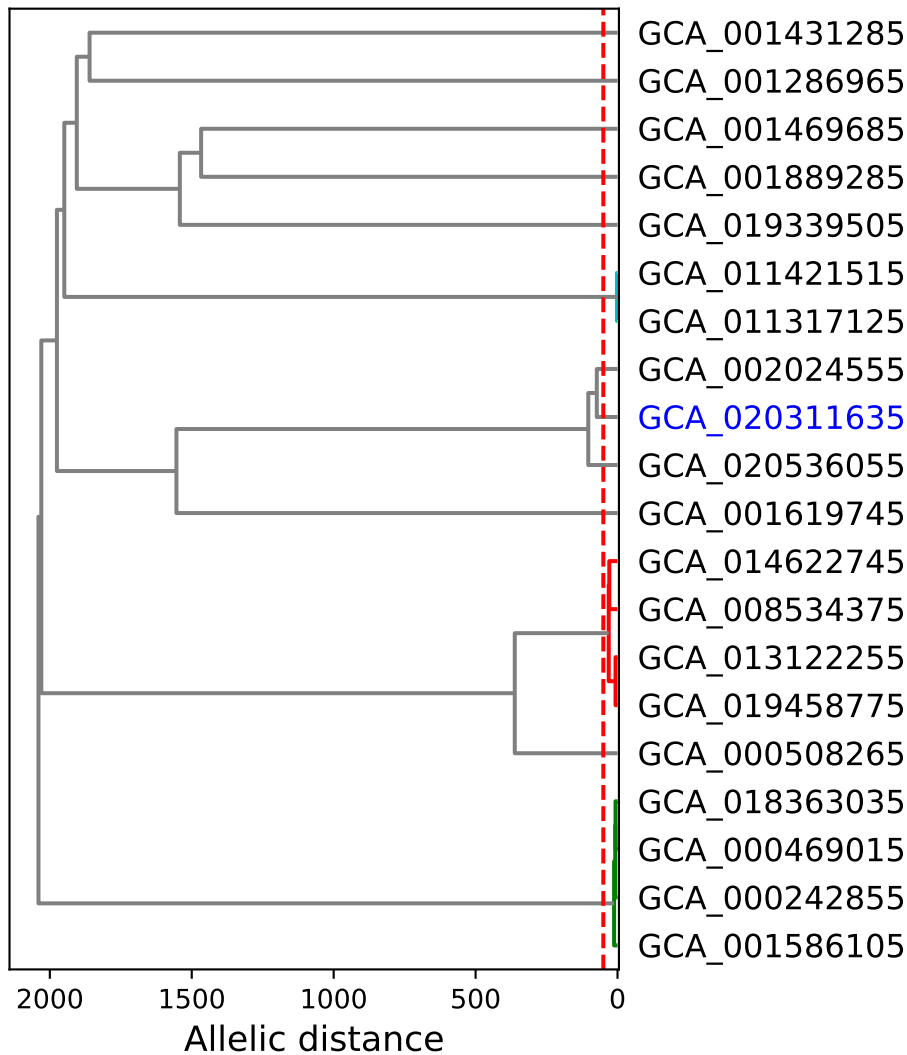 GCA_001431285
GCA_001286965
GCA_001469685
GCA_001889285
GCA_019339505
GCA_011421515
GCA_011317125
GCA_002024555
GCA_020311635
GCA_020536055
GCA_001619745
GCA_014622745
GCA_008534375
GCA_013122255
GCA_019458775
GCA_000508265
GCA_018363035
GCA_000469015
GCA_000242855
GCA_001586105
2000 1500 1000 500 0
Allelic distance